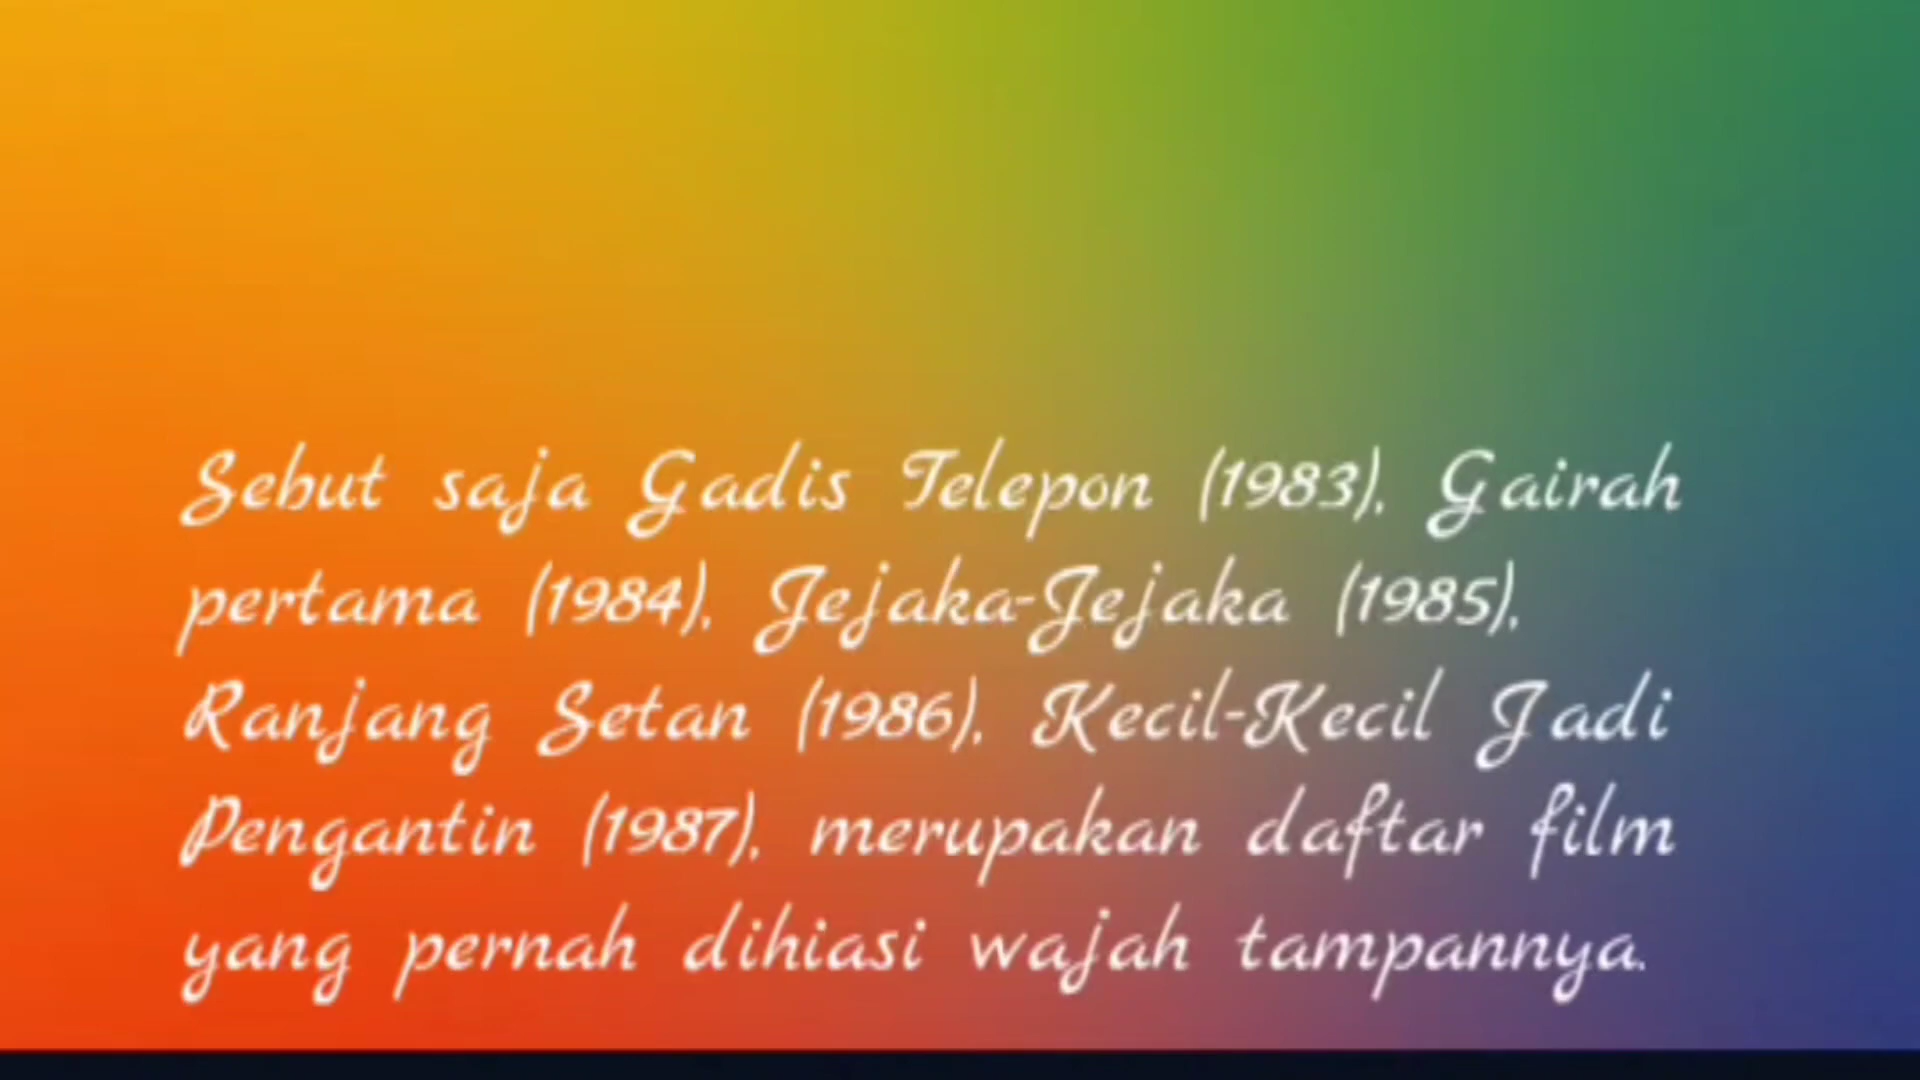 Sebut saja Gadis Telepon (1983), Gairah
pertama (1984), Jejaka-Jejaka (1985),
Ranjang Setan (1986), Kecil-Kecil Jadi
Pengantin (1987), merupakan daftar film
yang pernah dihiasi wajah tampannya.